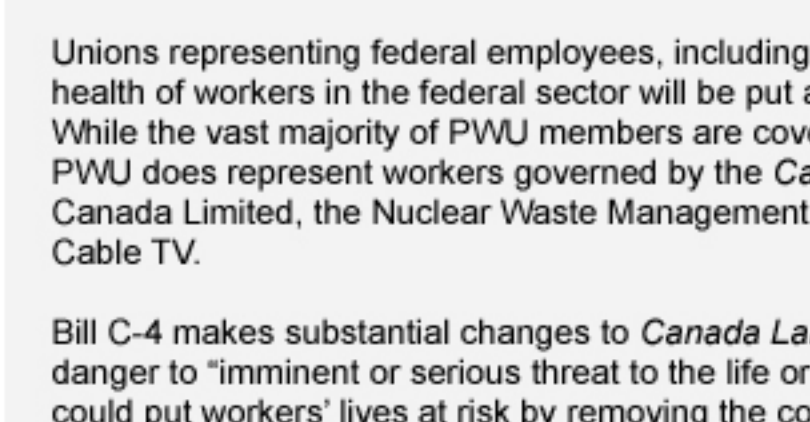 Unions representing federal employees, including
health of workers in the federal sector will be put
While the vast majority of PWU members are
PWU does represent workers governed by the
Canada Limited, the Nuclear Waste Management
Cable TV.
Bill C-4 makes substantial changes to Canada
danger to “imminent or serious threat to the life or
could put workers’ lives at risk by removing the